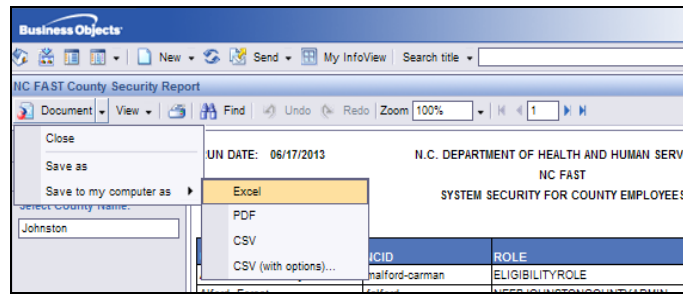 BusinessObjects
New Send My InfoView Search title
NC FAST County Security Report
Document View Find Undo Redo Zoom 100% 1
Close
Save as
Save to my computer as
Excel
PDF
CSV
CSV (with options)...
UN DATE: 06/17/2013
N.C. DEPARTMENT OF HEALTH AND HUMAN SERV
NC FAST
SYSTEM SECURITY FOR COUNTY EMPLOYEES
Select County Name:
Johnston
NCID ROLE
malford-carman ELIGIBILITYROLE